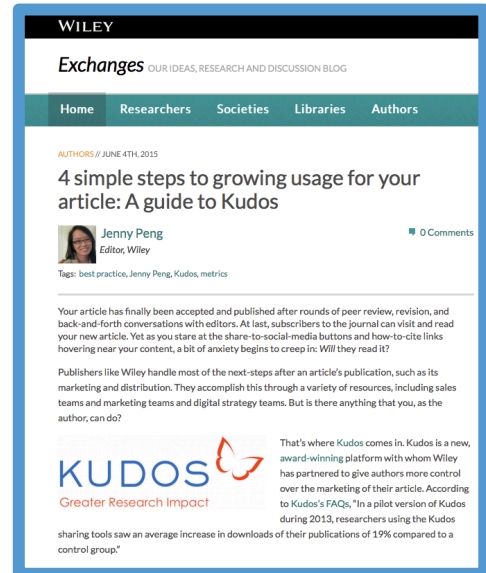 WILEY
Exchanges OUR IDEAS, RESEARCH AND DISCUSSION BLOG
Home Researchers Societies Libraries Authors
AUTHORS // JUNE 4TH, 2015
4 simple steps to growing usage for your
article: A guide to Kudos
Jenny Peng
0 Comments
Editor, Wiley
Tags: best practice, Jenny Peng, Kudos, metrics
Your article has finally been accepted and published after rounds of peer review, revision, and
back-and-forth conversations with editors. At last, subscribers to the journal can visit and read
your new article. Yet as you stare at the share-to-social-media buttons and how-to-cite links
hovering near your content, a bit of anxiety begins to creep in: Will they read it?
Publishers like Wiley handle most of the next-steps after an article's publication, such as its
marketing and distribution. They accomplish this through a variety of resources, including sales
teams and marketing teams and digital strategy teams. But is there anything that you, as the
author, can do?
KUDOS
Greater Research Impact
That's where Kudos comes in. Kudos is a new,
award-winning platform with whom Wiley
has partnered to give authors more control
over the marketing of their article. According
to Kudos's FAQs, "In a pilot version of Kudos
during 2013, researchers using the Kudos
sharing tools saw an average increase in downloads of their publications of 19% compared to a
control group."